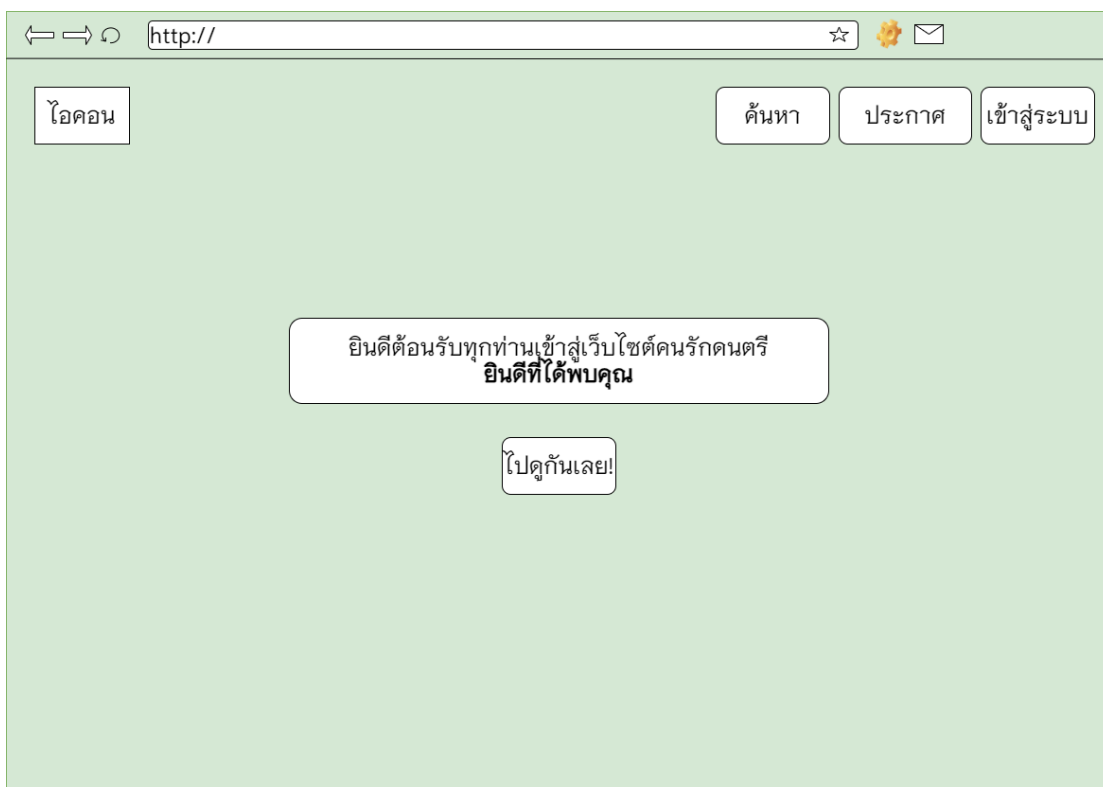 http://
ไอคอน
ค้นหา
ประกาศ
เข้าสู่ระบบ
ยินดีต้อนรับทุกท่านเข้าสู่เว็บไซต์คนรักดนตรี
ยินดีที่ได้พบคุณ
ไปดูกันเลย!